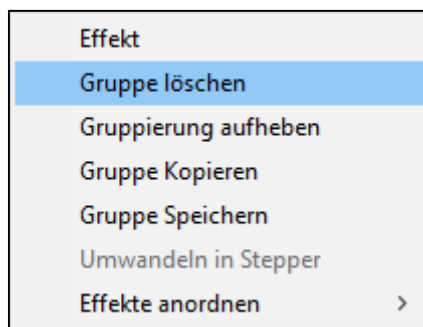 Effekt
Gruppe löschen
Gruppierung aufheben
Gruppe Kopieren
Gruppe Speichern
Umwandeln in Stepper
Effekte anordnen